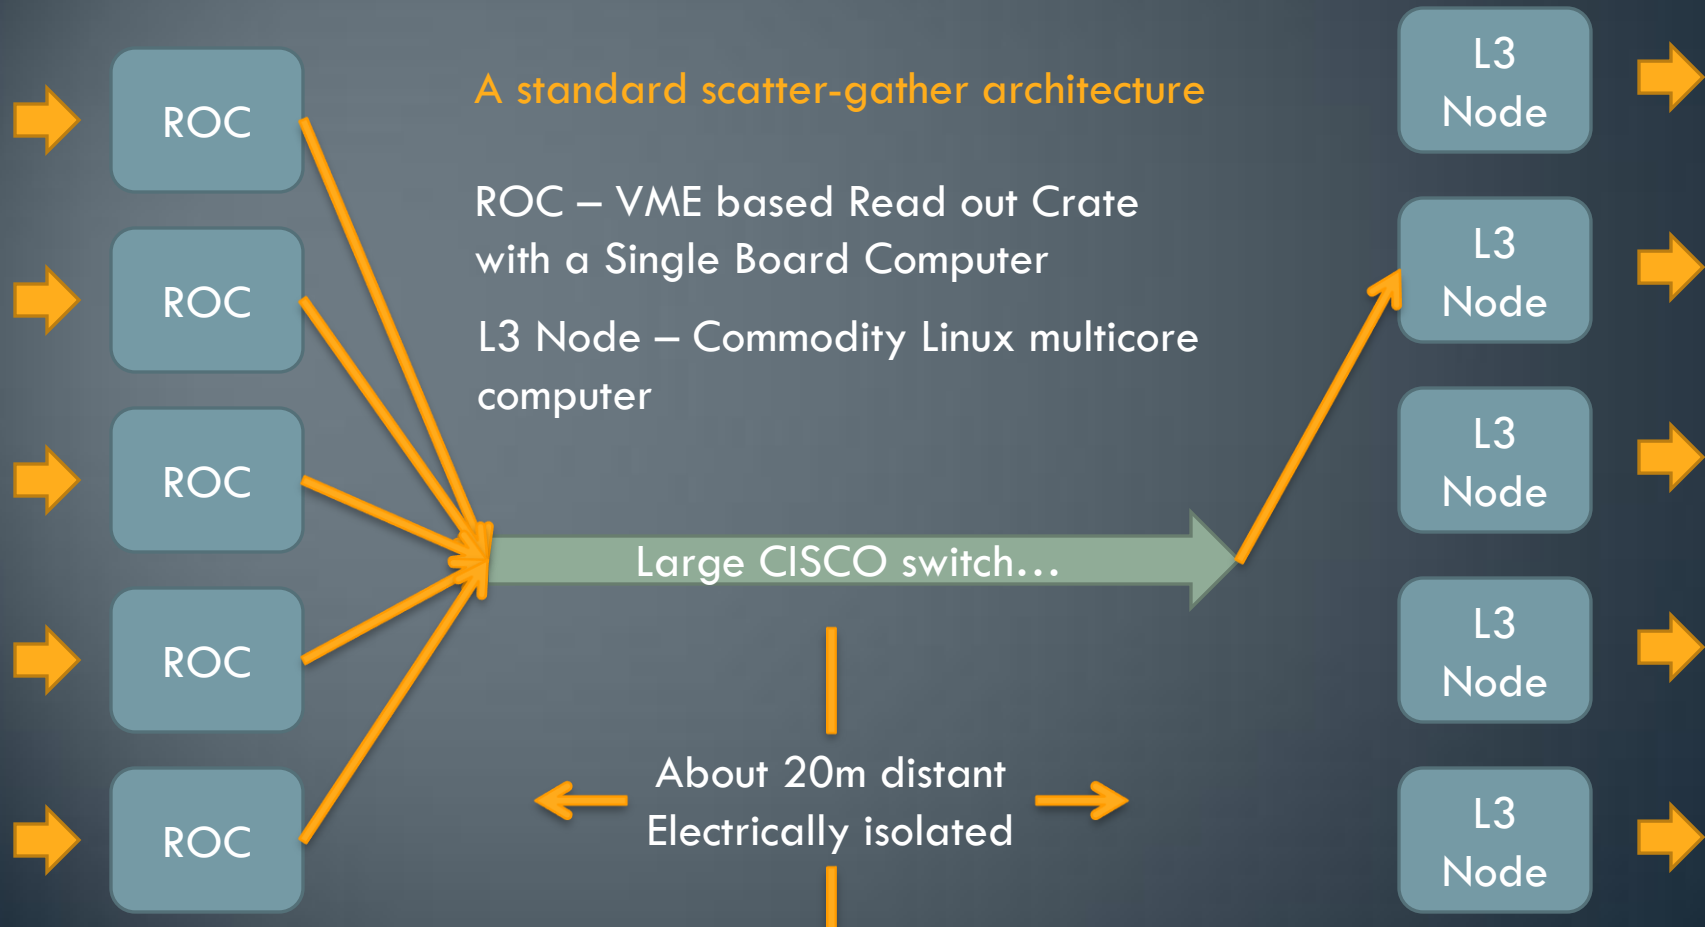 A standard scatter-gather architecture
ROC – VME based Read out Crate
with a Single Board Computer
L3 Node – Commodity Linux multicore
computer
ROC
ROC
ROC
ROC
ROC
Large CISCO switch…
About 20m distant
Electrically isolated
L3
Node
L3
Node
L3
Node
L3
Node
L3
Node